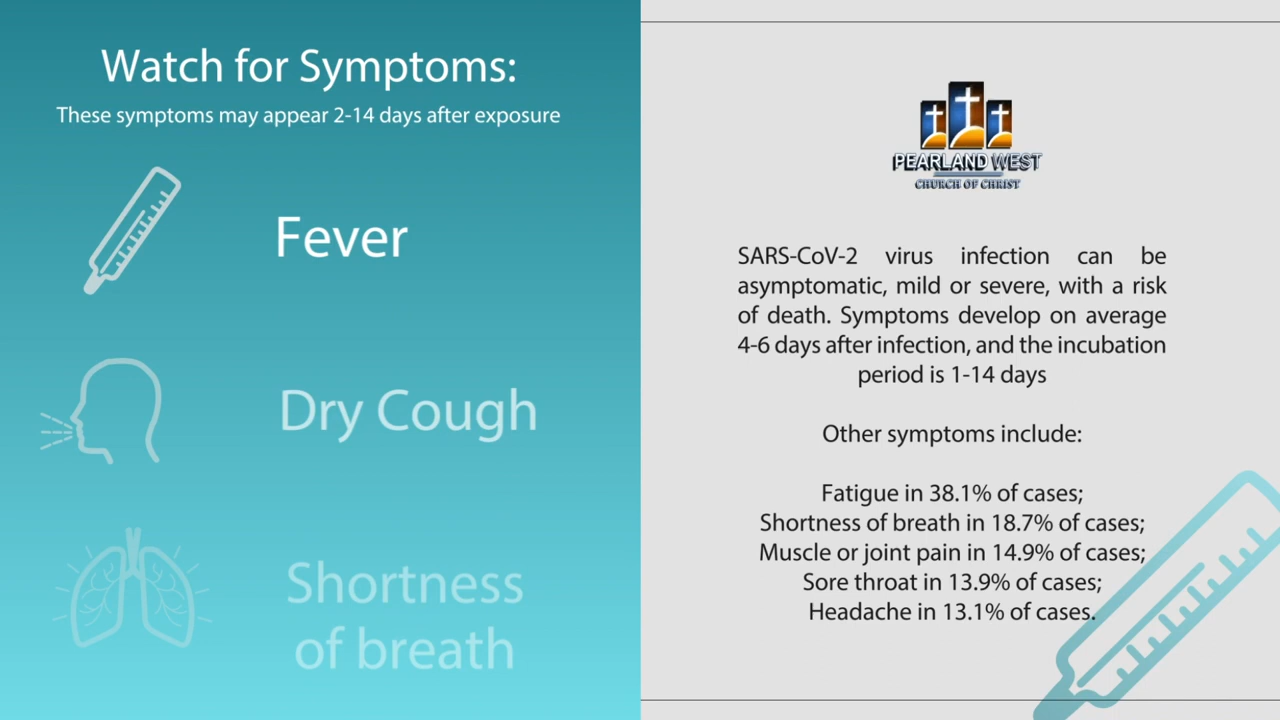 Watch for Symptoms:
These symptoms may appear 2-14 days after exposure
Fever
Dry Cough
Shortness
of breath
PEARLAND WEST
CHURCH OF CHRIST
SARS-CoV-2 virus infection can be
asymptomatic, mild or severe, with a risk
of death. Symptoms develop on average
4-6 days after infection, and the incubation
period is 1-14 days
Other symptoms include:
Fatigue in 38.1% of cases;
Shortness of breath in 18.7% of cases;
Muscle or joint pain in 14.9% of cases;
Sore throat in 13.9% of cases;
Headache in 13.1% of cases.